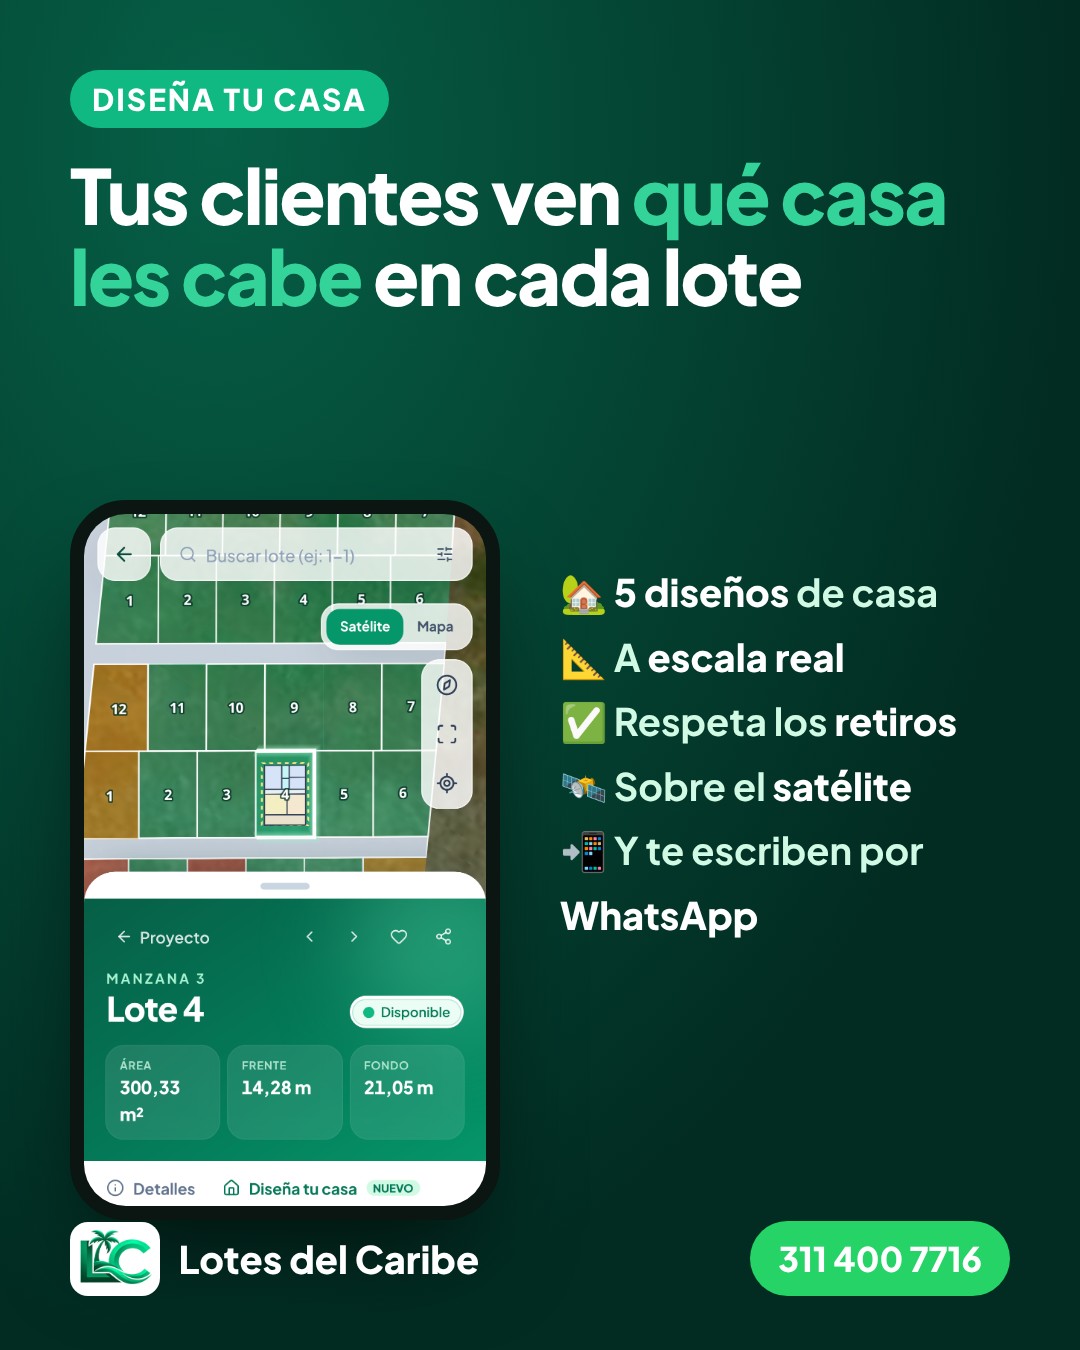 DISEÑA TU CASA
Tus clientes ven qué casa
les cabe en cada lote
Buscar lote (ej: 1-1)
1 2 3 4 5 6
Satélite Mapa
12 11 10 9 8 7
1 2 3 4 5 6
Proyecto
MANZANA 3
Lote 4
Disponible
ÁREA FRENTE FONDO
300,33 14,28 m 21,05 m
m²
Detalles Diseña tu casa NUEVO
🏡 5 diseños de casa
📐 A escala real
✅ Respeta los retiros
🛰️ Sobre el satélite
📲 Y te escriben por
WhatsApp
LC
Lotes del Caribe
311 400 7716